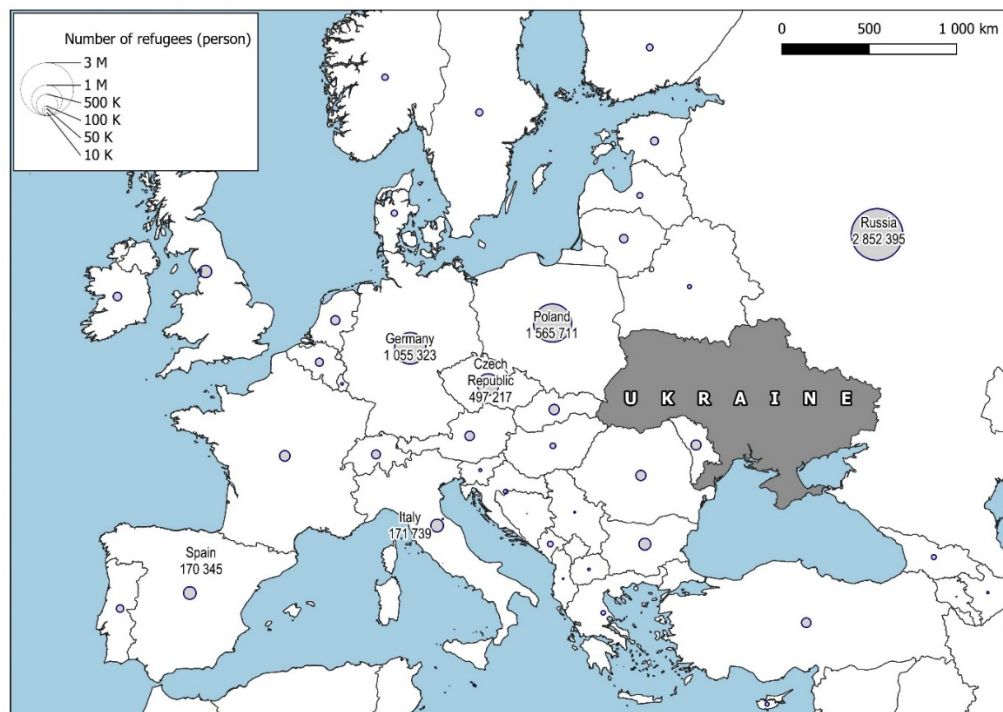 Number of refugees (person)
3 M
1 M
500 K
100 K
50 K
10 K
0 500 1 000 km
Russia
2 852 395
Poland
1 565 711
Germany
1 055 323
Czech
Republic
497 217
U K R A I N E
Italy
171 739
Spain
170 345